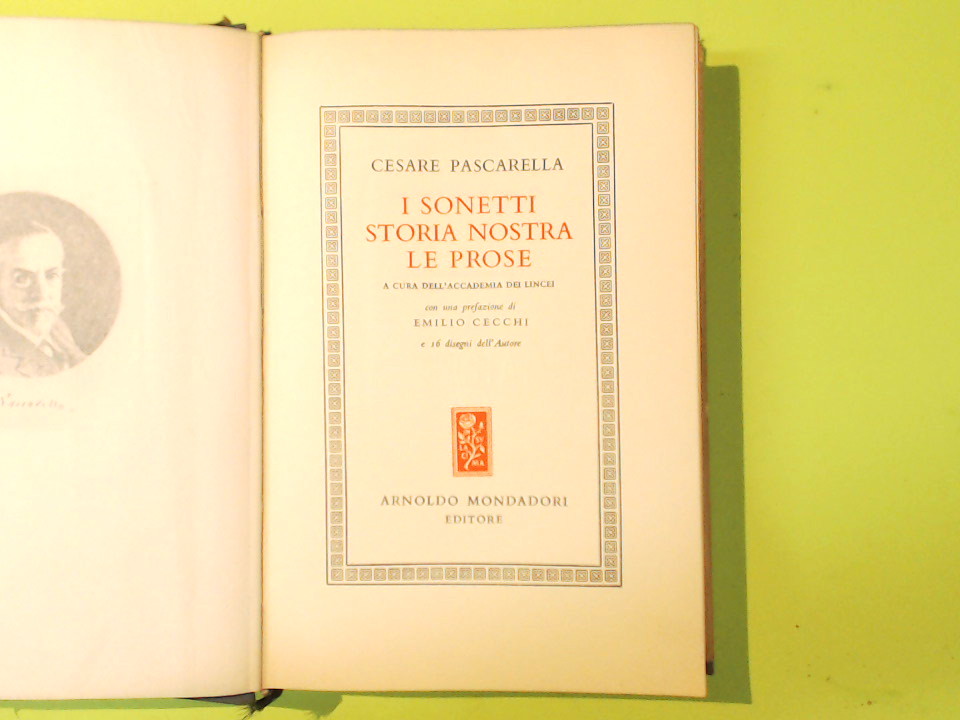 CESARE PASCARELLA
I SONETTI
STORIA NOSTRA
LE PROSE
A CURA DELL'ACCADEMIA DEI LINCEI
con una prefazione di
EMILIO CECCHI
e 16 disegni dell'Autore
ARNOLDO MONDADORI
EDITORE